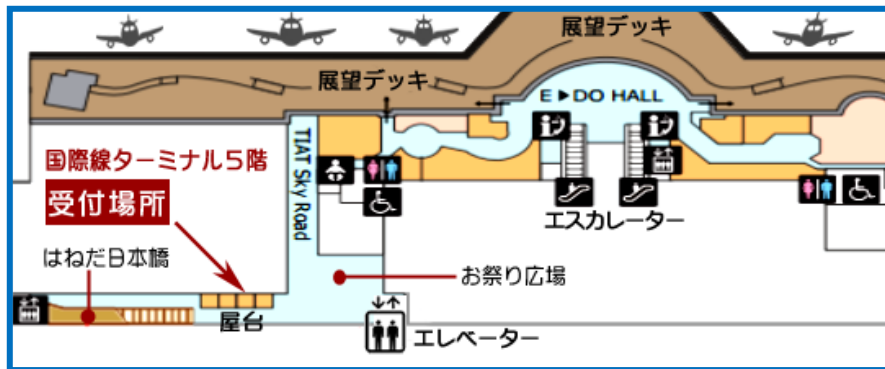 展望デッキ
展望デッキ
E▶DO HALL
国際線ターミナル5階
受付場所
TIAT Sky Road
はねだ日本橋
エスカレーター
お祭り広場
屋台
エレベーター